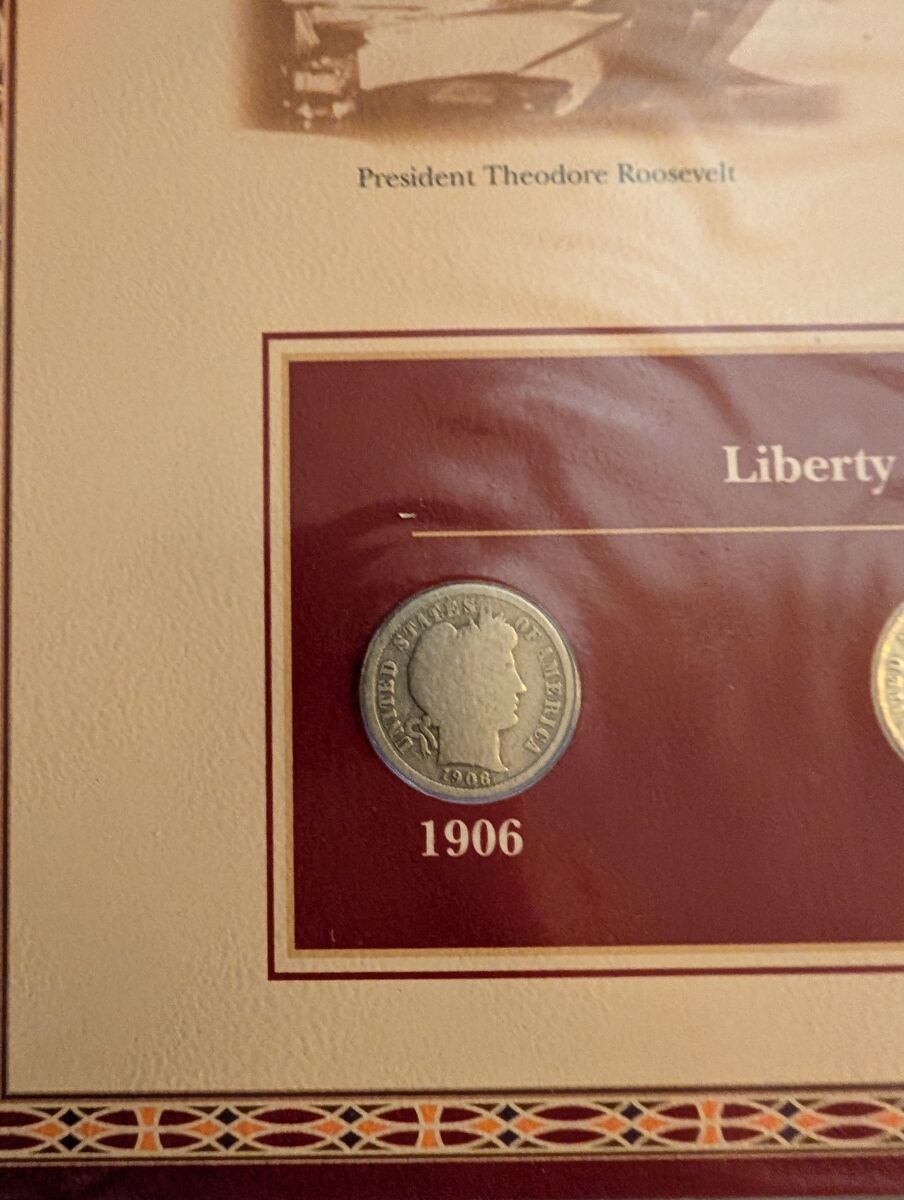 President Theodore Roosevelt
Liberty
UNITED STATES OF AMERICA
1906
1906